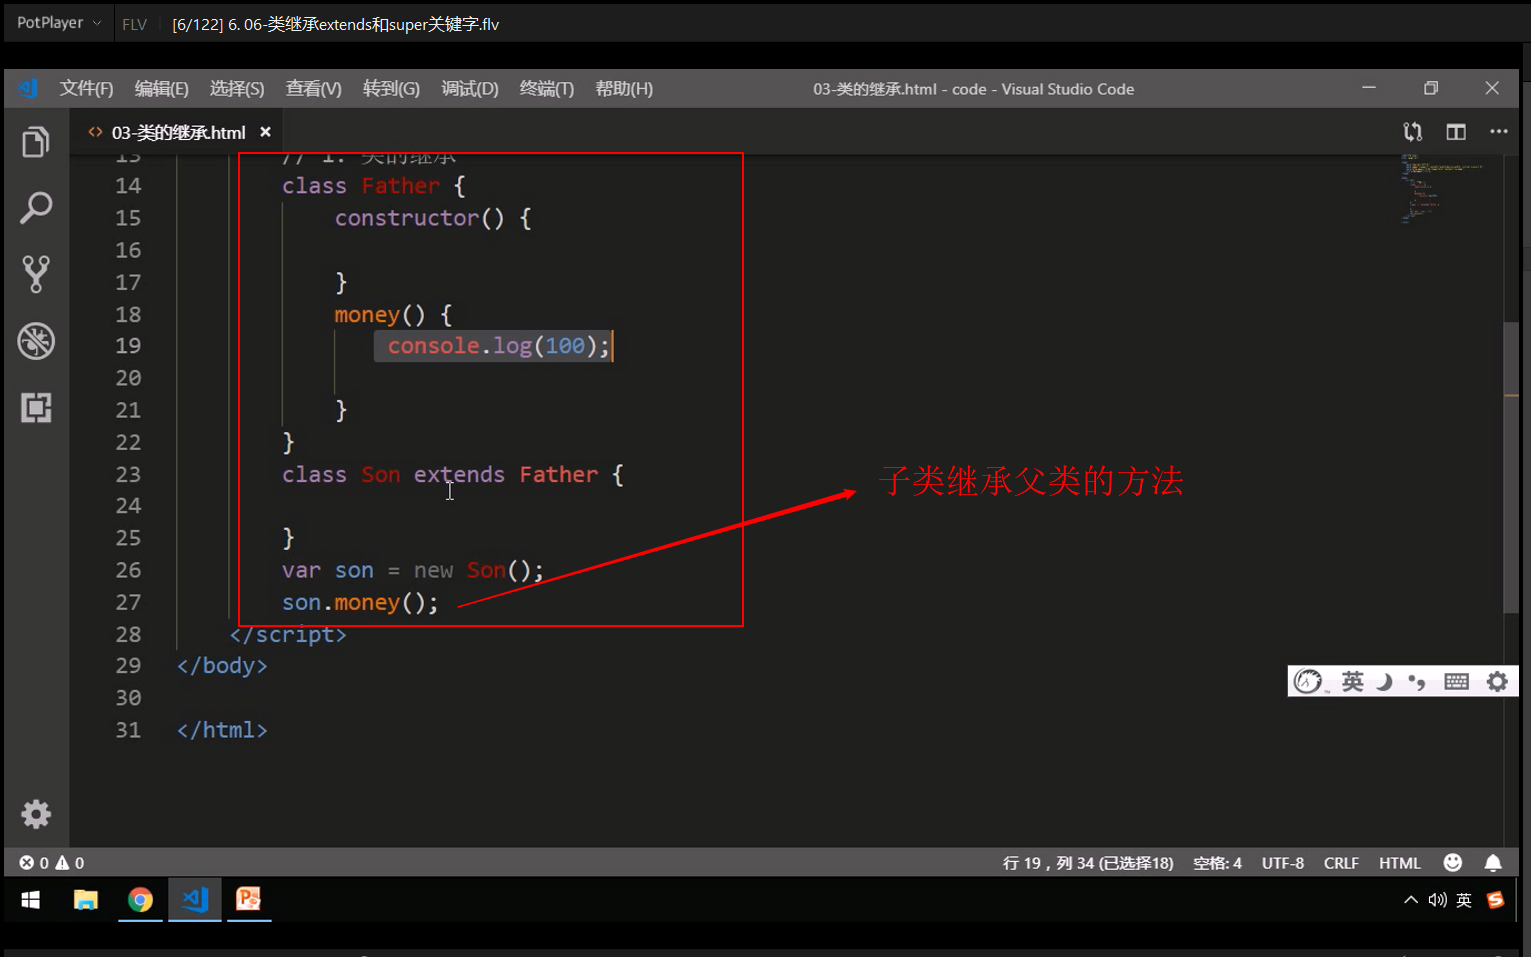 PotPlayer FLV [6/122] 6. 06-类继承extends和super关键字.flv
文件(F) 编辑(E) 选择(S) 查看(V) 转到(G) 调试(D) 终端(T) 帮助(H) 03-类的继承.html - code - Visual Studio Code
03-类的继承.html
13 // 1. 类的继承
14 class Father {
15 constructor() {
16
17 }
18 money() {
19 console.log(100);
20
21 }
22 }
23 class Son extends Father {
子类继承父类的方法
24
25 }
26 var son = new Son();
27 son.money();
28 </script>
29 </body>
英
30
31 </html>
0 0 行 19，列 34 (已选择18) 空格: 4 UTF-8 CRLF HTML
英